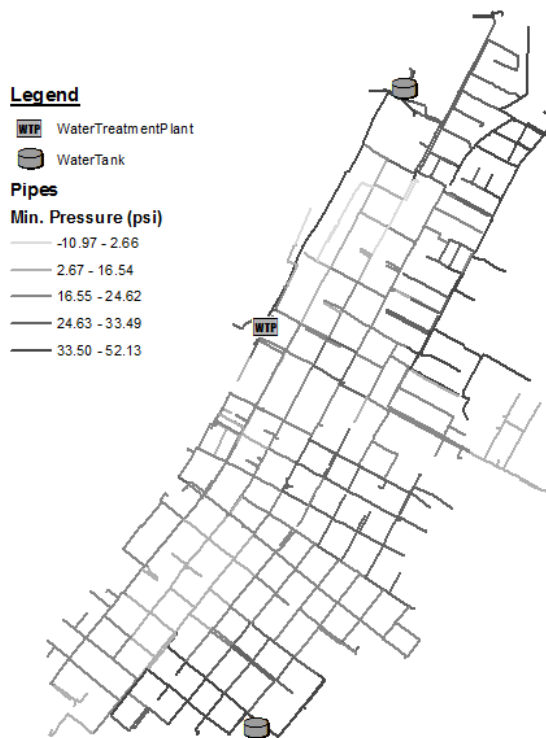 Legend
WTP WaterTreatmentPlant
WaterTank
Pipes
Min. Pressure (psi)
-10.97 - 2.66
2.67 - 16.54
16.55 - 24.62
24.63 - 33.49
33.50 - 52.13
WTP